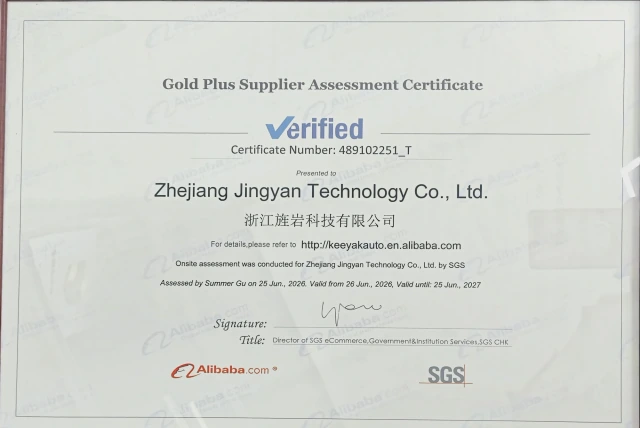 Gold Plus Supplier Assessment Certificate
Verified
Certificate Number: 489102251_T
Presented to
Zhejiang Jingyan Technology Co., Ltd.
浙江旌岩科技有限公司
For details,please refer to http://keeyakauto.en.alibaba.com
Onsite assessment was conducted for Zhejiang Jingyan Technology Co., Ltd. by SGS
Assessed by Summer Gu on 25 Jun., 2026. Valid from 26 Jun., 2026, Valid until: 25 Jun., 2027
Signature:
Title: Director of SGS eCommerce,Government&Institution Services,SGS CHK
Alibaba.com®
SGS